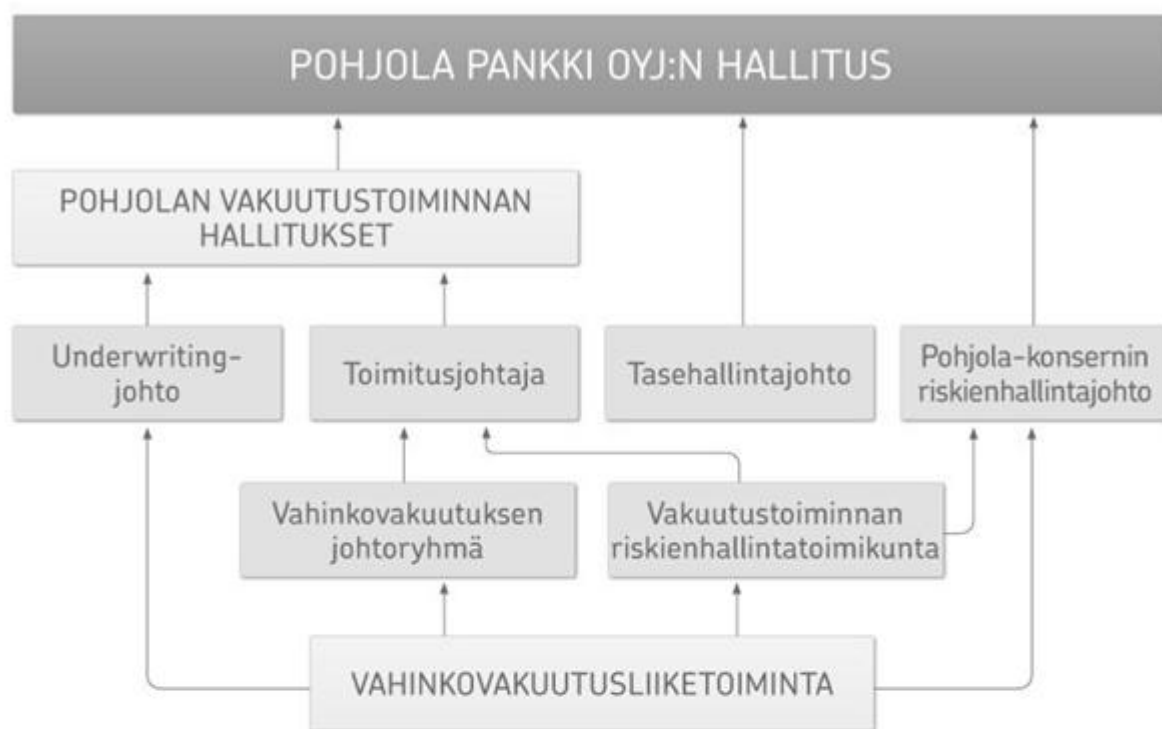 POHJOLA PANKKI OYJ:N HALLITUS
POHJOLAN VAKUUTUSTOIMINNAN
HALLITUKSET
Underwriting-
johto
Toimitusjohtaja
Tasehallintajohto
Pohjola-konsernin
riskienhallintajohto
Vahinkovakuutuksen
johtoryhmä
Vakuutustoiminnan
riskienhallintatoimikunta
VAHINKOVAKUUTUSLIIKETOIMINTA